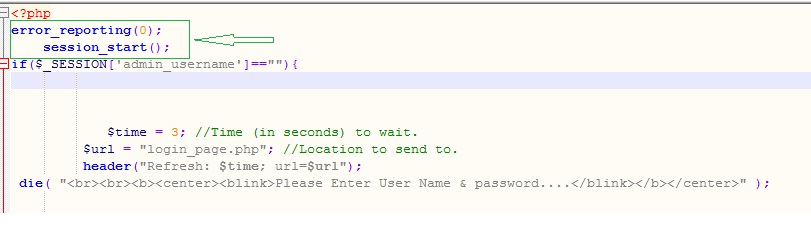 <?php
error_reporting(0);
session_start();
if($_SESSION['admin_username']==""){
$time = 3; //Time (in seconds) to wait.
$url = "login_page.php"; //Location to send to.
header("Refresh: $time; url=$url");
die( "<br><br><b><center><blink>Please Enter User Name & password....</blink></b></center>" );